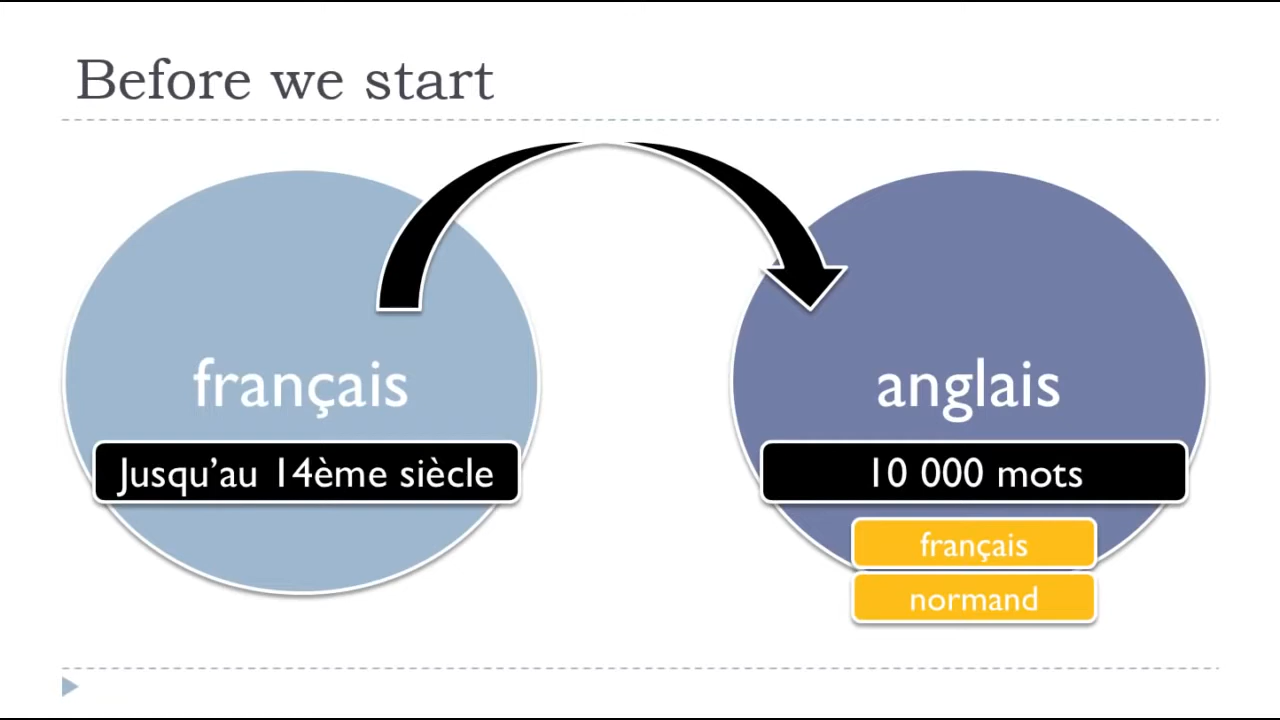 Before we start
français
anglais
Jusqu'au 14ème siècle
10 000 mots
français
normand